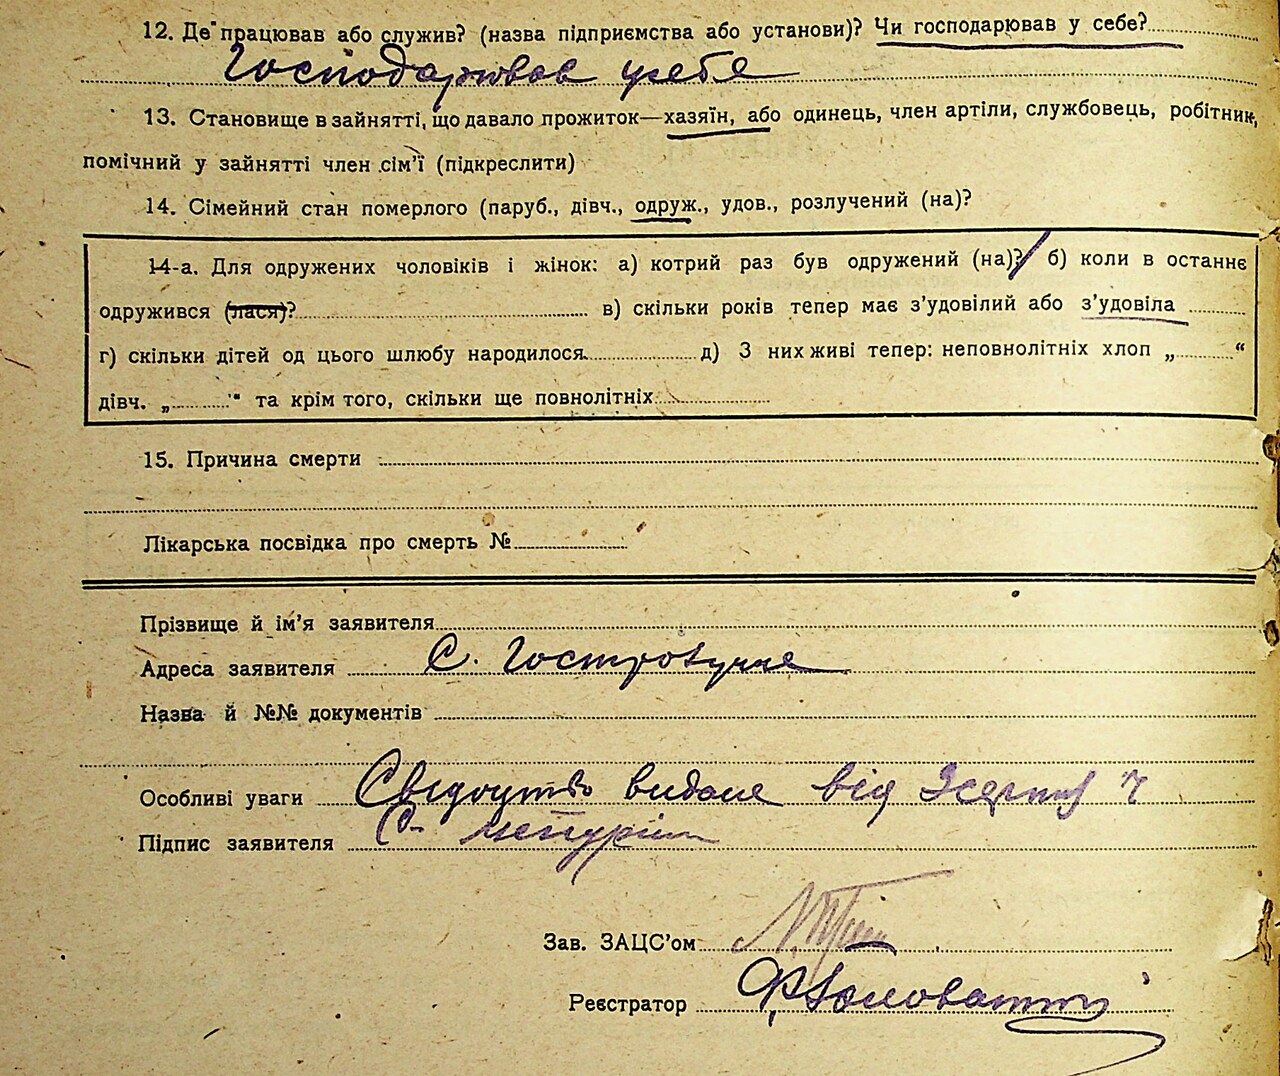 12. Де працював або служив? (назва підприємства або установи)? Чи господарював у себе?
Господарював у себе
13. Становище в зайнятті, що давало прожиток—хазяїн, або одинець, член артіли, службовець, робітник,
помічний у зайнятті член сім'ї (підкреслити)
14. Сімейний стан померлого (паруб., дівч., одруж., удов., розлучений (на)?
14-а. Для одружених чоловіків і жінок: а) котрий раз був одружений (на)? б) коли в останнє
одружився (лася)? в) скільки років тепер має з'удовілий або з'удовіла
г) скільки дітей од цього шлюбу народилося д) З них живі тепер: неповнолітніх хлоп „ “
дівч. „ " та крім того, скільки ще повнолітніх
15. Причина смерти
Лікарська посвідка про смерть №
Прізвище й ім'я заявителя
Адреса заявителя С.
Назва й №№ документів
Особливі уваги Свідоцтво видане від
Підпис заявителя
Зав. ЗАЦС'ом
Реєстратор